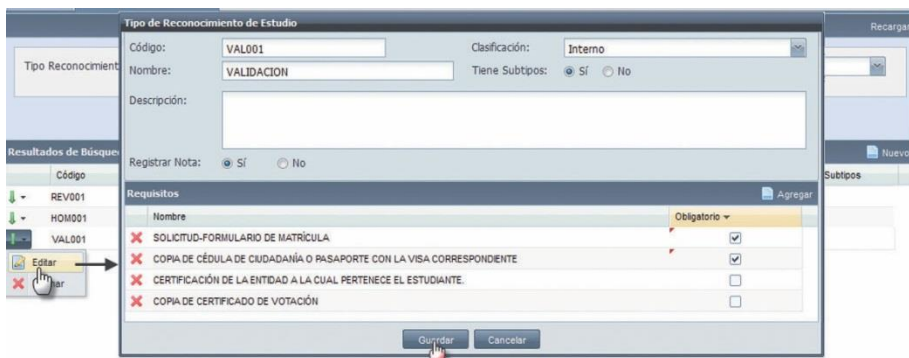 Tipo de Reconocimiento de Estudio
Recargar
Código: VAL001 Clasificación: Interno
Tipo Reconocimient
Nombre: VALIDACION Tiene Subtipos: Sí No
Descripción:
Registrar Nota: Sí No
Resultados de Búsque
Nuevo
Código
Subtipos
Requisitos Agregar
Nombre Obligatorio
REV001
HOM001
VAL001
SOLICITUD-FORMULARIO DE MATRÍCULA
COPIA DE CÉDULA DE CIUDADANÍA O PASAPORTE CON LA VISA CORRESPONDIENTE
CERTIFICACIÓN DE LA ENTIDAD A LA CUAL PERTENECE EL ESTUDIANTE.
COPIA DE CERTIFICADO DE VOTACIÓN
Editar
Guardar Cancelar